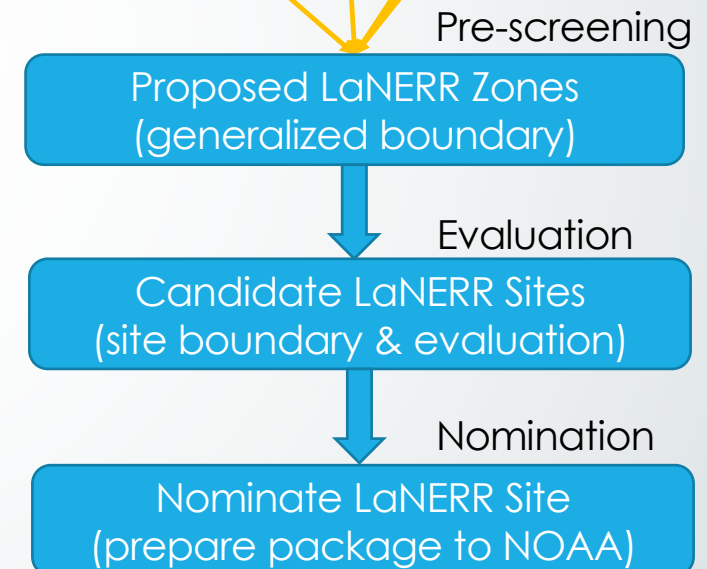 Pre-screening
Proposed LaNERR Zones
(generalized boundary)
Evaluation
Candidate LaNERR Sites
(site boundary & evaluation)
Nomination
Nominate LaNERR Site
(prepare package to NOAA)